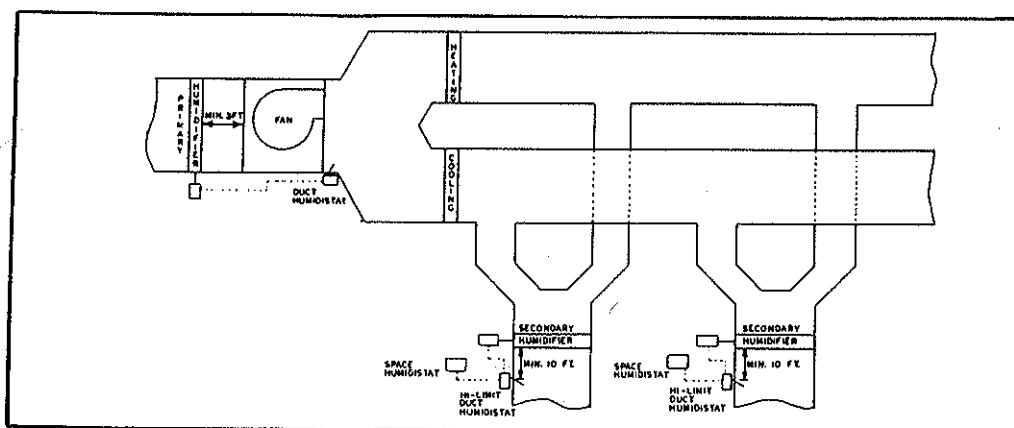 HEATING
PRIMARY
HUMIDIFIER
MIN. 3FT
FAN
COOLING
DUCT
HUMIDISTAT
SECONDARY
HUMIDIFIER
MIN. 10 FT.
SPACE
HUMIDISTAT
HI-LIMIT
DUCT
HUMIDISTAT
SECONDARY
HUMIDIFIER
MIN. 10 FT.
SPACE
HUMIDISTAT
HI-LIMIT
DUCT
HUMIDISTAT